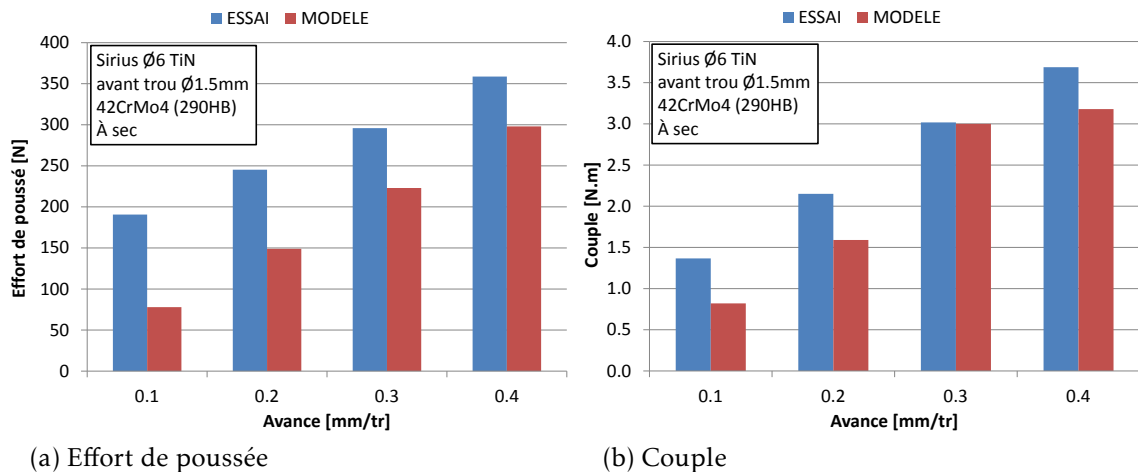 ESSAI MODELE
400
350
300
250
200
150
100
50
0
Effort de poussé [N]
Sirius Ø6 TiN
avant trou Ø1.5mm
42CrMo4 (290HB)
À sec
0.1 0.2 0.3 0.4
Avance [mm/tr]
(a) Effort de poussée
ESSAI MODELE
4.0
3.5
3.0
2.5
2.0
1.5
1.0
0.5
0.0
Couple [N.m]
Sirius Ø6 TiN
avant trou Ø1.5mm
42CrMo4 (290HB)
À sec
0.1 0.2 0.3 0.4
Avance [mm/tr]
(b) Couple